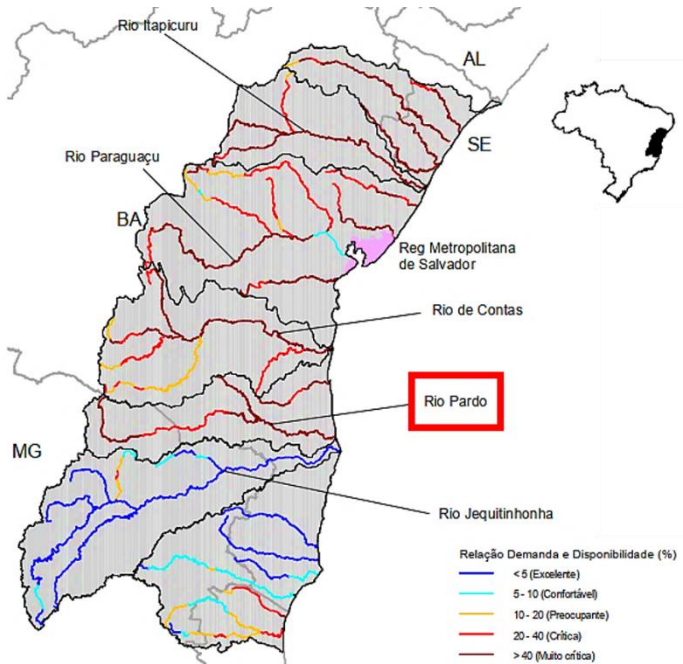 Rio Itapicuru
AL
SE
Rio Paraguaçu
BA
Reg Metropolitana
de Salvador
Rio de Contas
Rio Pardo
MG
Rio Jequitinhonha
Relação Demanda e Disponibilidade (%)
< 5 (Excelente)
5 - 10 (Confortável)
10 - 20 (Preocupante)
20 - 40 (Crítica)
> 40 (Muito crítica)